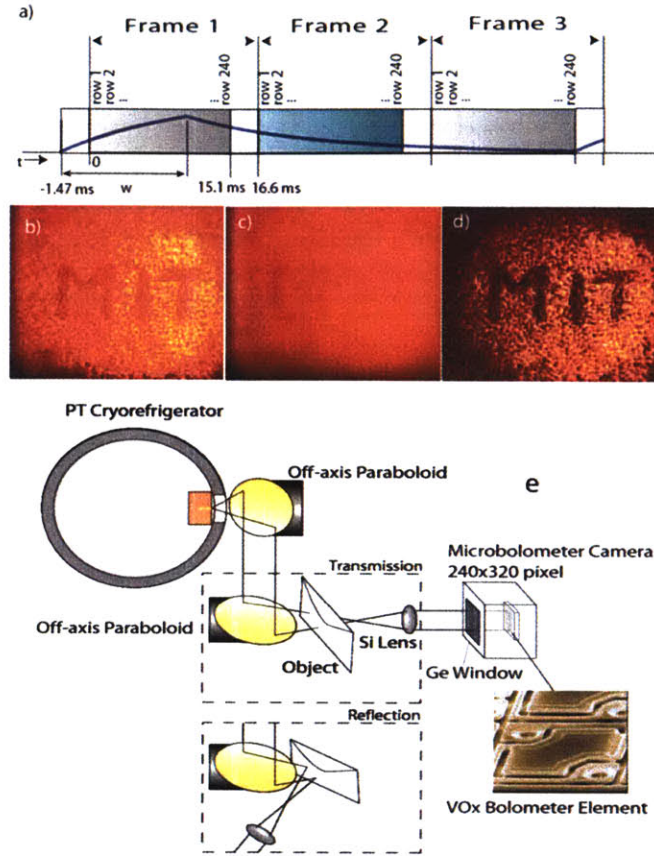 a)
Frame 1 Frame 2 Frame 3
row 1 row 2 ... ... row 240 row 1 row 2 ... ... row 240 row 1 row 2 ... ... row 240
t 0
-1.47 ms w 15.1 ms 16.6 ms
b) c) d)
MIT MIT
PT Cryorefrigerator
Off-axis Paraboloid
e
Transmission
Microbolometer Camera
240x320 pixel
Off-axis Paraboloid
Si Lens
Object
Ge Window
Reflection
VOx Bolometer Element